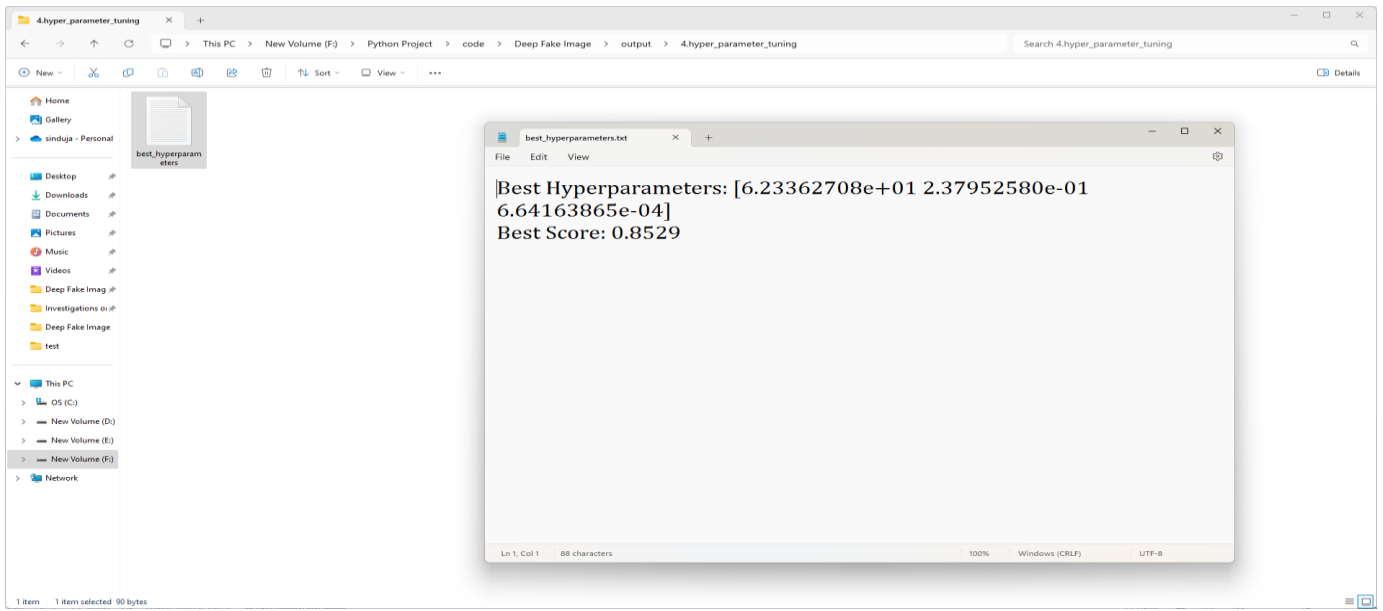 4.hyper_parameter_tuning
This PC > New Volume (F:) > Python Project > code > Deep Fake Image > output > 4.hyper_parameter_tuning
Search 4.hyper_parameter_tuning
New
Sort
View
Details
Home
Gallery
sinduja - Personal
Desktop
Downloads
Documents
Pictures
Music
Videos
Deep Fake Imag
Investigations o
Deep Fake Image
test
This PC
OS (C:)
New Volume (D:)
New Volume (E:)
New Volume (F:)
Network
best_hyperparam
eters
best_hyperparameters.txt
File Edit View
Best Hyperparameters: [6.23362708e+01 2.37952580e-01
6.64163865e-04]
Best Score: 0.8529
Ln 1, Col 1 88 characters 100% Windows (CRLF) UTF-8
1 item 1 item selected 90 bytes